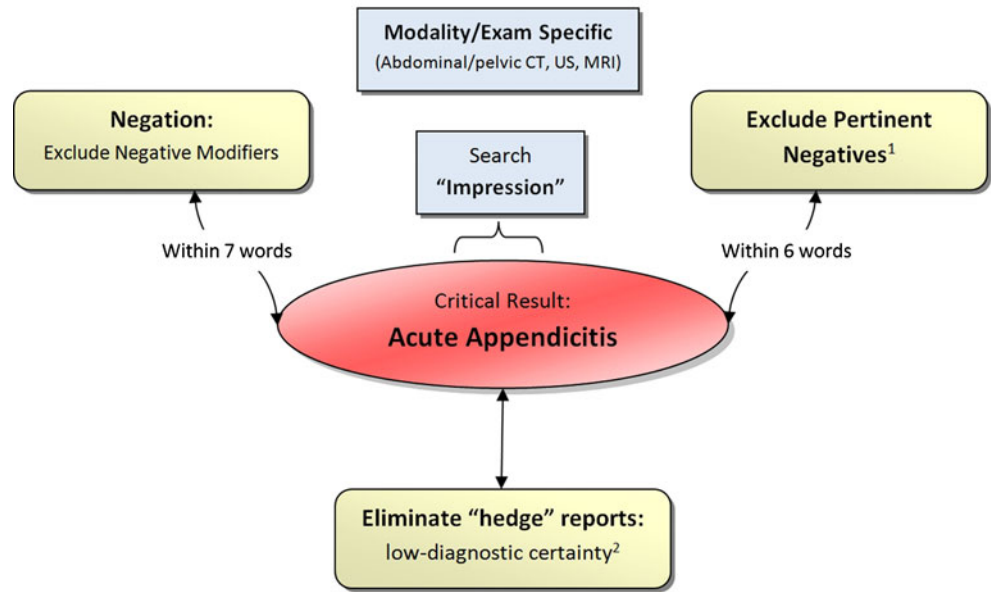 Modality/Exam Specific
(Abdominal/pelvic CT, US, MRI)
Negation:
Exclude Negative Modifiers
Search
“Impression”
Exclude Pertinent
Negatives¹
Within 7 words
Within 6 words
Critical Result:
Acute Appendicitis
Eliminate “hedge” reports:
low-diagnostic certainty²